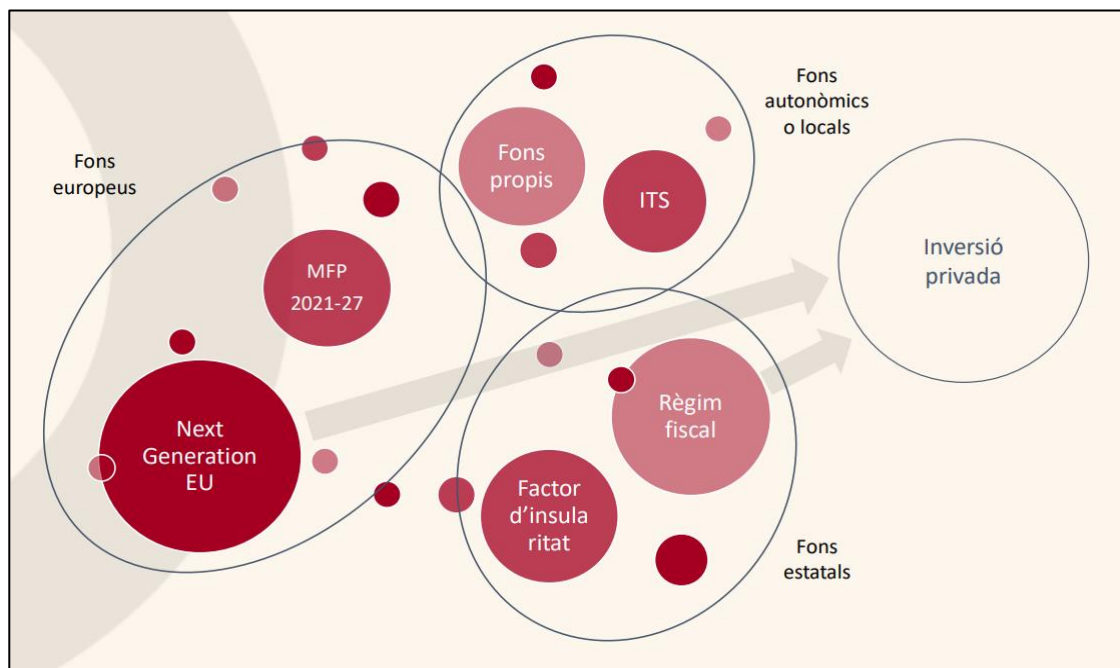 Fons
europeus
MFP
2021-27
Next
Generation
EU
Fons
propis
ITS
Fons
autonòmics
o locals
Règim
fiscal
Factor
d'insula
ritat
Fons
estatals
Inversió
privada